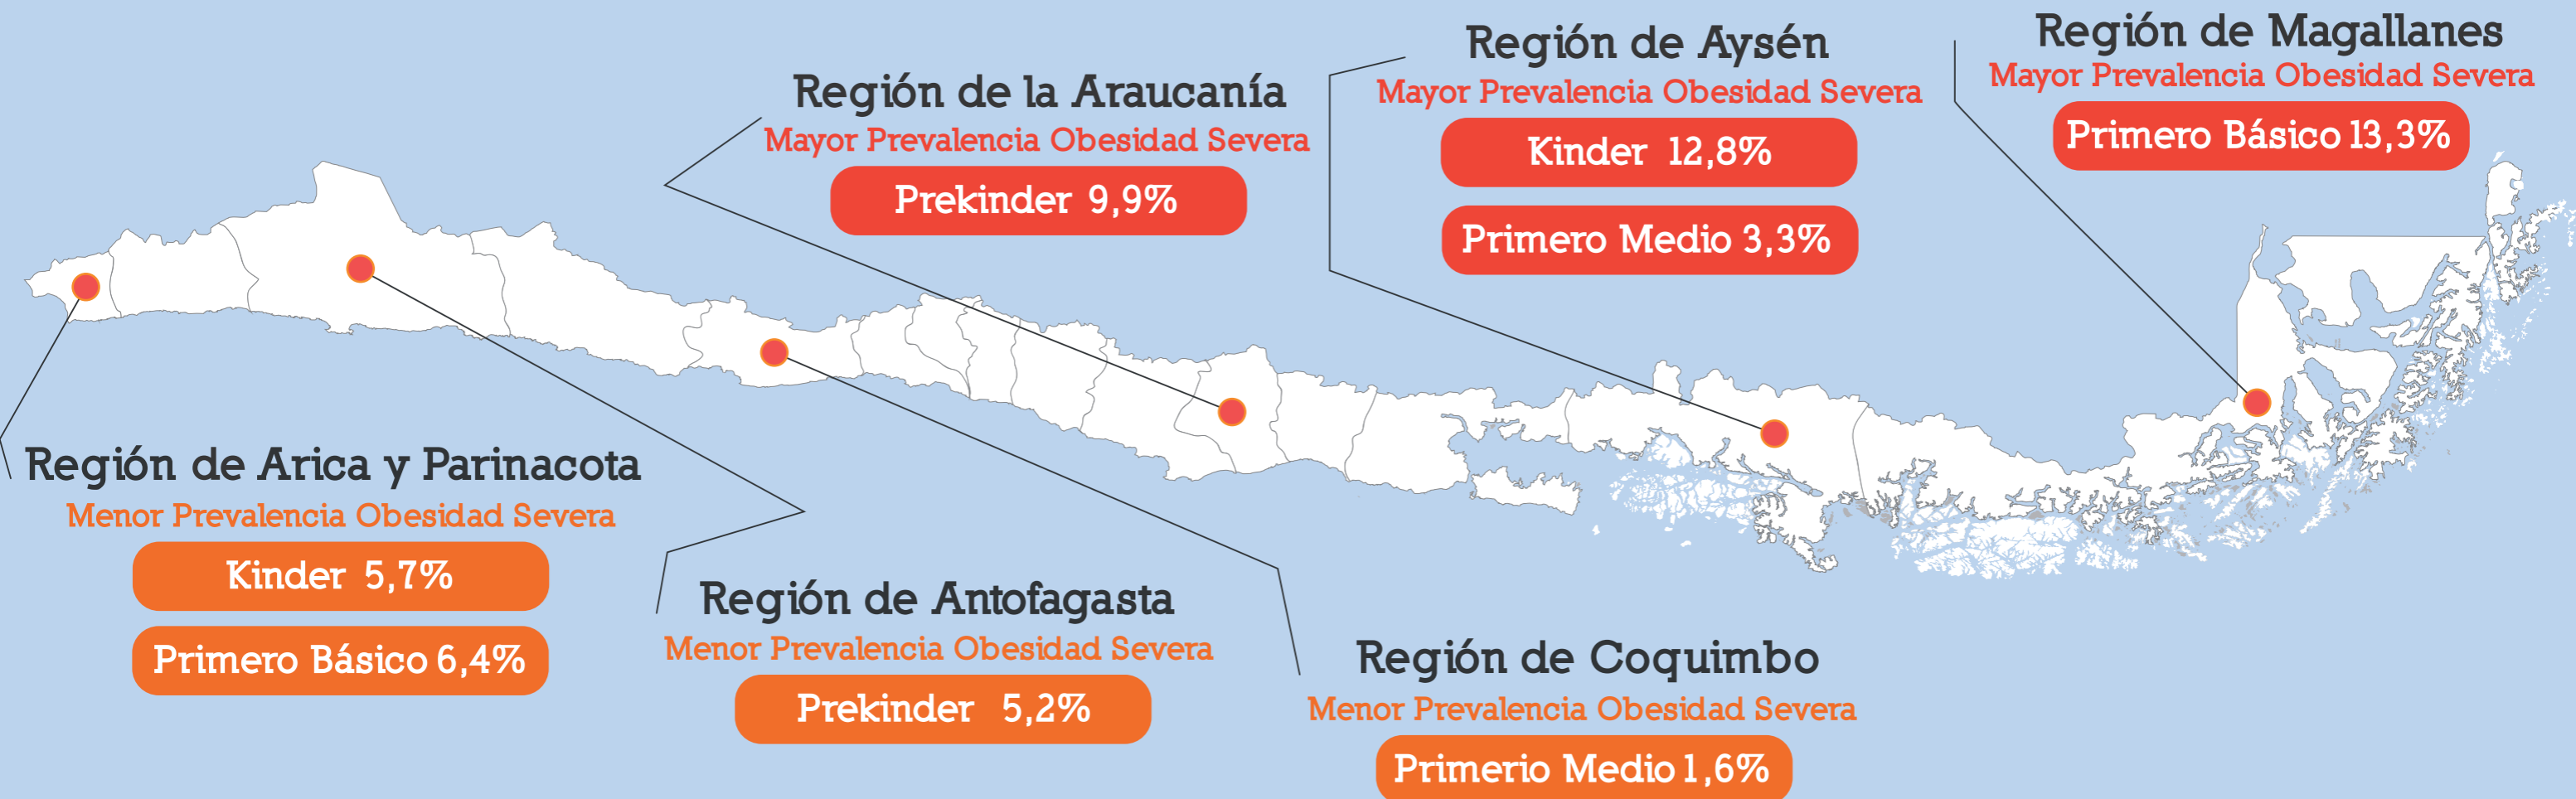 Región de la Araucanía
Mayor Prevalencia Obesidad Severa
Prekinder 9,9%
Región de Aysén
Mayor Prevalencia Obesidad Severa
Kinder 12,8%
Primero Medio 3,3%
Región de Magallanes
Mayor Prevalencia Obesidad Severa
Primero Básico 13,3%
Región de Arica y Parinacota
Menor Prevalencia Obesidad Severa
Kinder 5,7%
Primero Básico 6,4%
Región de Antofagasta
Menor Prevalencia Obesidad Severa
Prekinder 5,2%
Región de Coquimbo
Menor Prevalencia Obesidad Severa
Primerio Medio 1,6%